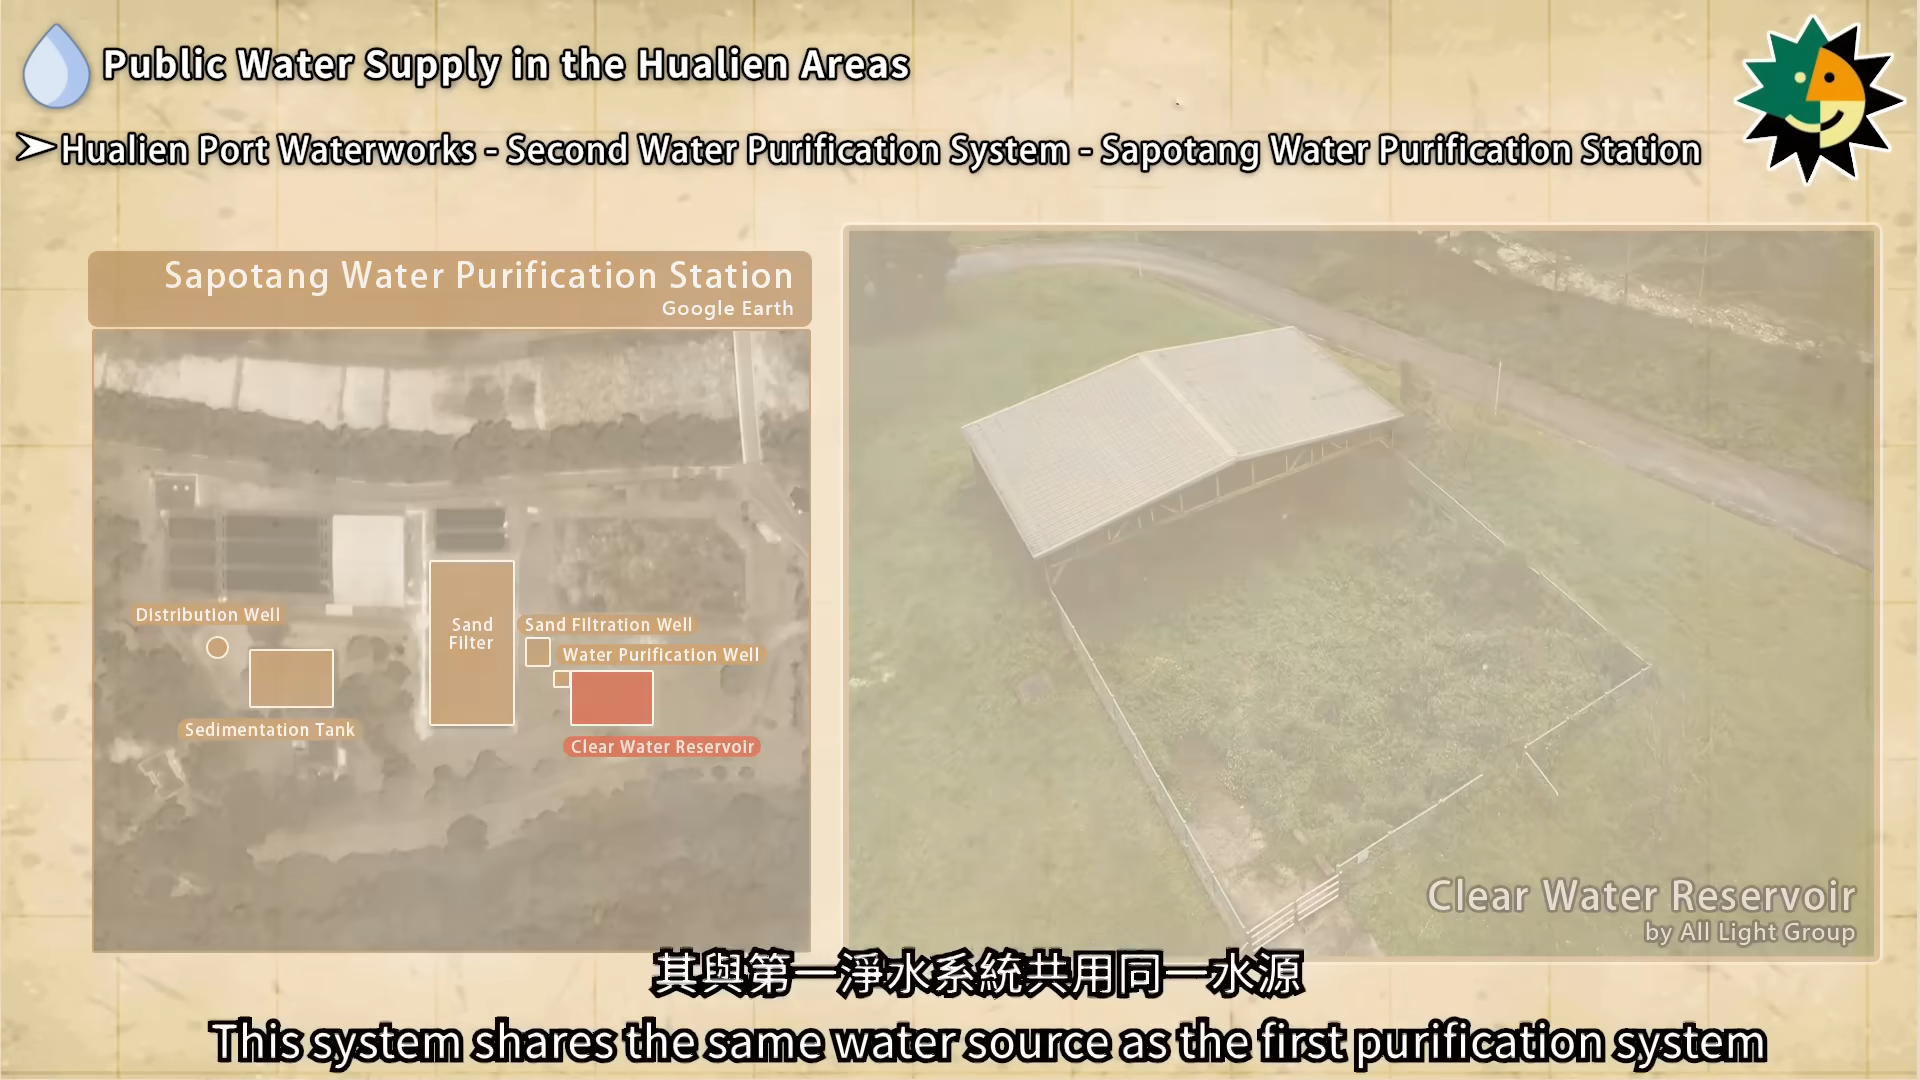 Public Water Supply in the Hualien Areas
Hualien Port Waterworks - Second Water Purification System - Sapotang Water Purification Station
Sapotang Water Purification Station
Google Earth
Distribution Well
Sedimentation Tank
Sand
Filter
Sand Filtration Well
Water Purification Well
Clear Water Reservoir
Clear Water Reservoir
by All Light Group
其與第一淨水系統共用同一水源
This system shares the same water source as the first purification system